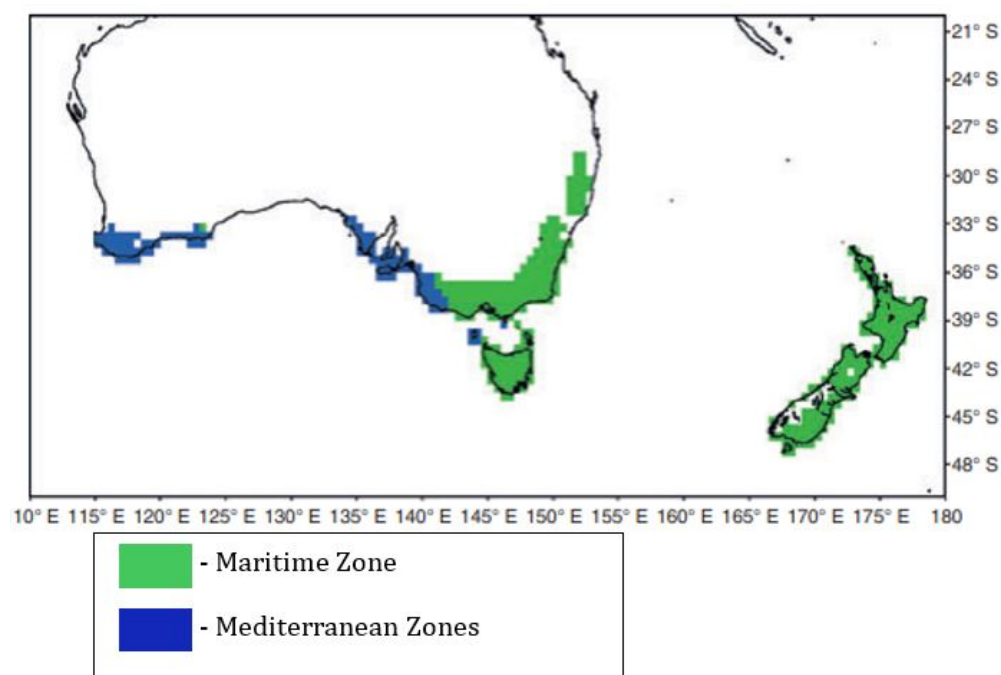 21° S
24° S
27° S
30° S
33° S
36° S
39° S
42° S
45° S
48° S
10° E 115° E 120° E 125° E 130° E 135° E 140° E 145° E 150° E 155° E 160° E 165° E 170° E 175° E 180
- Maritime Zone
- Mediterranean Zones